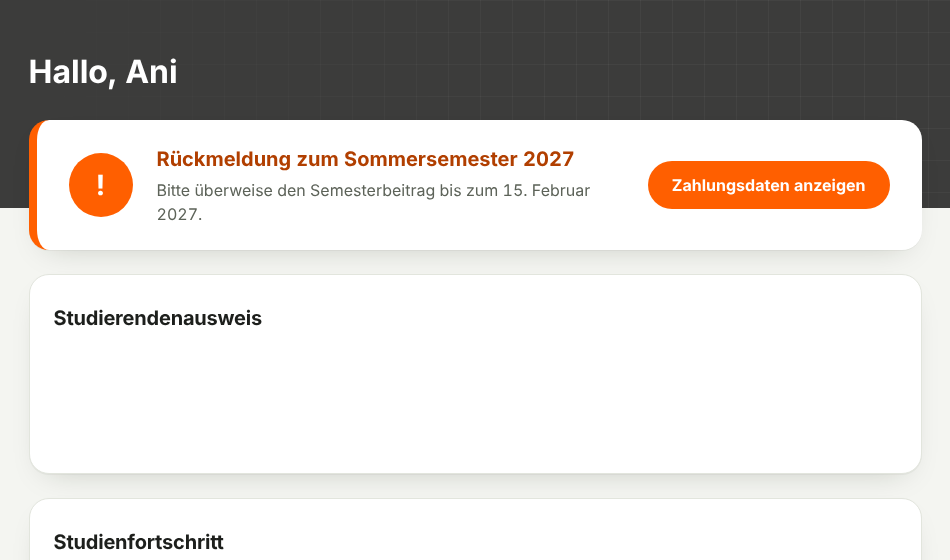 Hallo, Ani
!
Rückmeldung zum Sommersemester 2027
Bitte überweise den Semesterbeitrag bis zum 15. Februar
2027.
Zahlungsdaten anzeigen
Studierendenausweis
Studienfortschritt